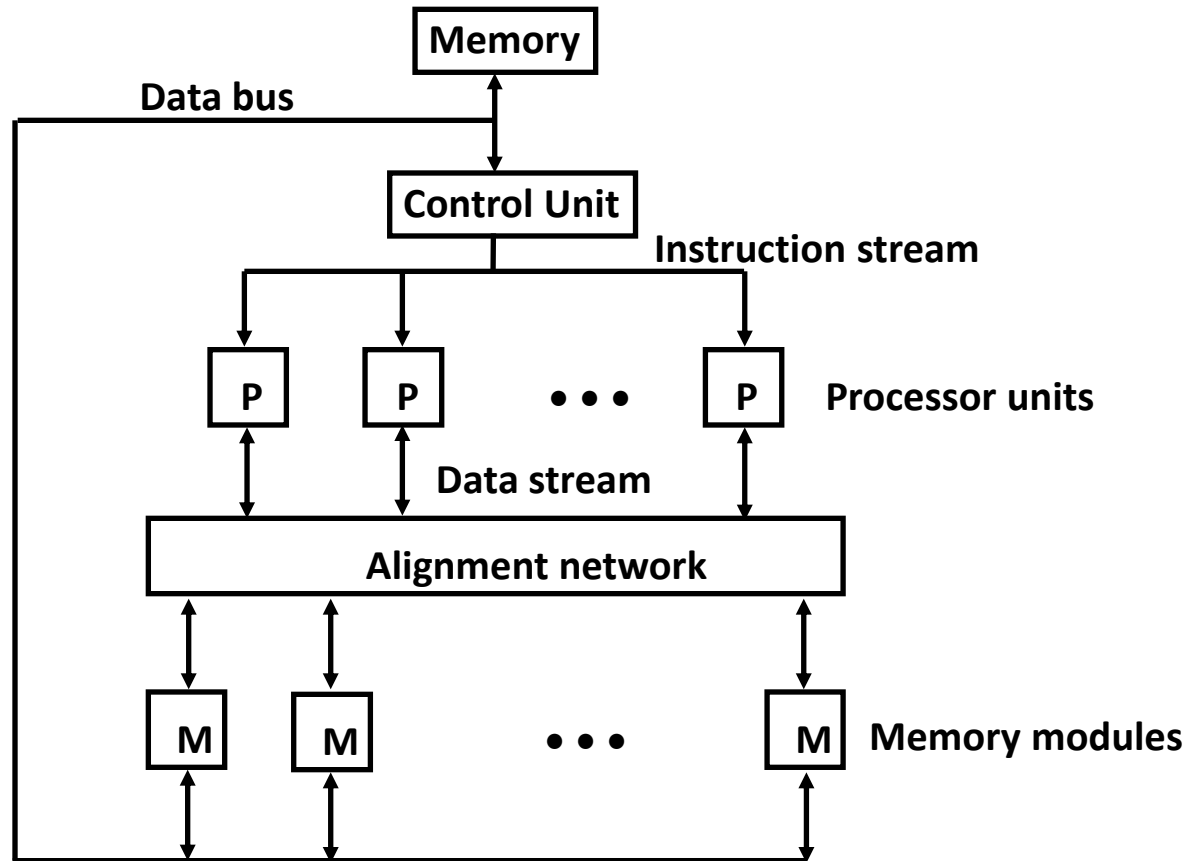 Memory
Data bus
Control Unit
Instruction stream
P P P Processor units
Data stream
Alignment network
M M M Memory modules